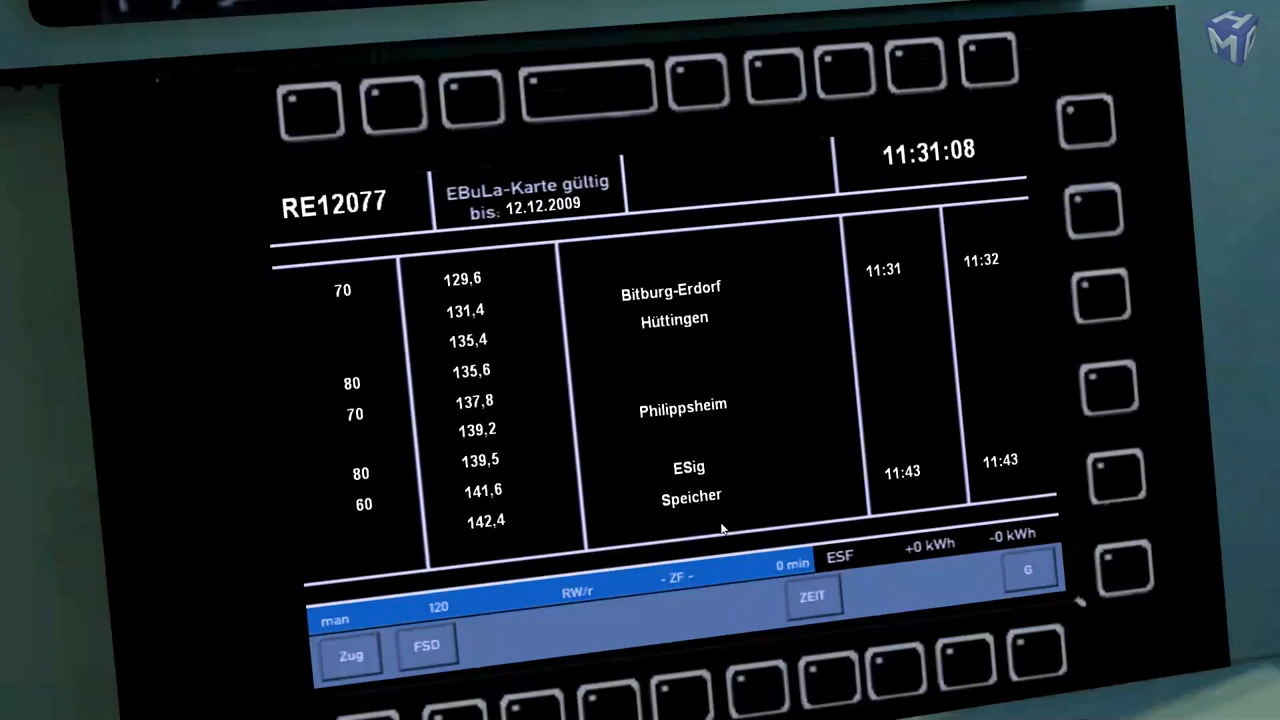 HMI
RE12077
EBuLa-Karte gültig
bis: 12.12.2009
11:31:08
70 129,6 Bitburg-Erdorf 11:31 11:32
131,4 Hüttingen
135,4
80 135,6
70 137,8 Philippsheim
139,2
80 139,5 ESig
60 141,6 Speicher 11:43 11:43
142,4
man 120 RW/r - ZF - 0 min ESF +0 kWh -0 kWh
Zug FSD ZEIT G